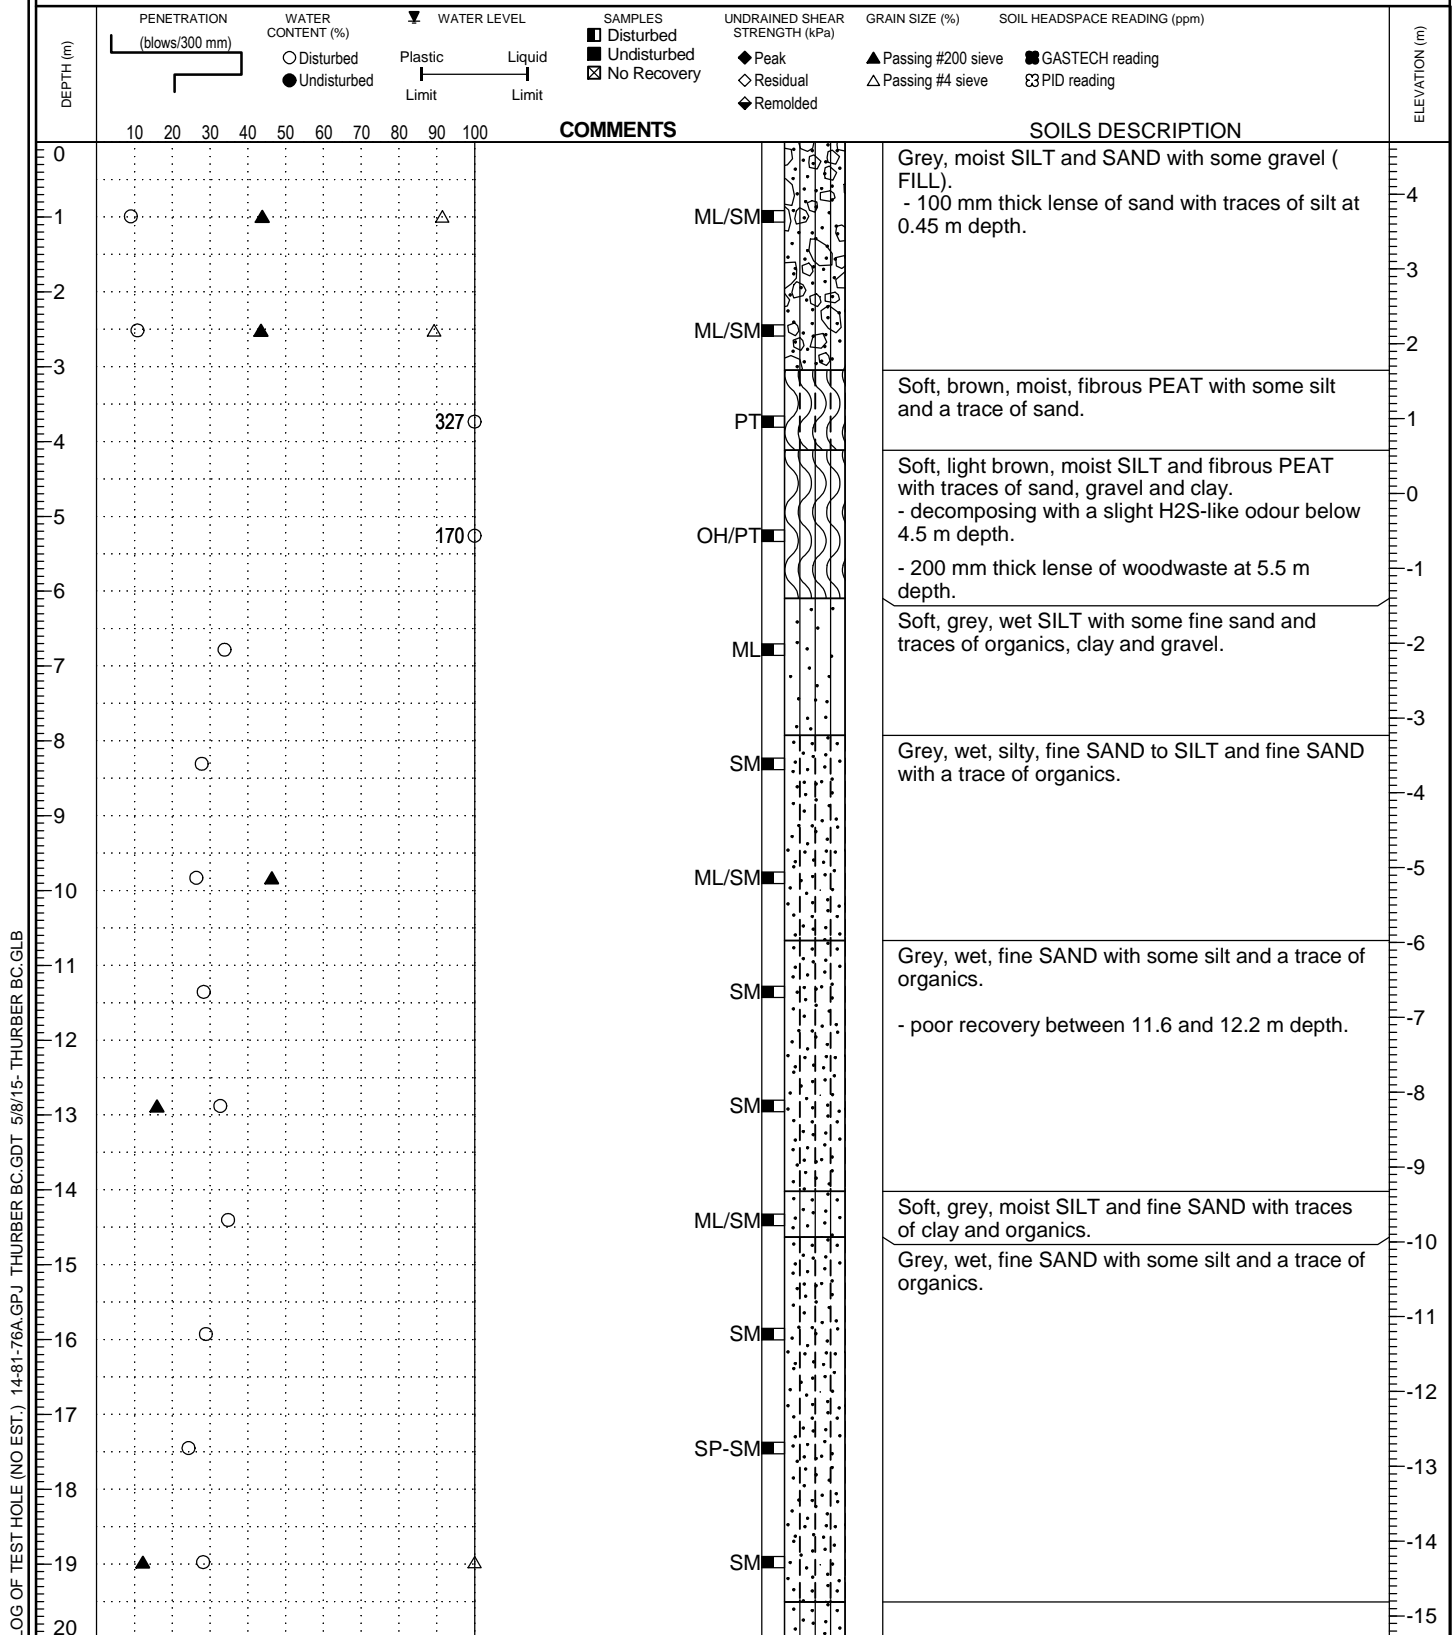 PENETRATION
(blows/300 mm)
WATER
CONTENT (%)
Disturbed
Undisturbed
WATER LEVEL
Plastic Liquid
Limit Limit
SAMPLES
Disturbed
Undisturbed
No Recovery
UNDRAINED SHEAR
STRENGTH (kPa)
Peak
Residual
Remolded
GRAIN SIZE (%)
Passing #200 sieve
Passing #4 sieve
SOIL HEADSPACE READING (ppm)
GASTECH reading
PID reading
DEPTH (m)
ELEVATION (m)
10 20 30 40 50 60 70 80 90 100
COMMENTS
SOILS DESCRIPTION
0
1
2
3
4
5
6
7
8
9
10
11
12
13
14
15
16
17
18
19
20
327
170
ML/SM
ML/SM
PT
OH/PT
ML
SM
ML/SM
SM
SM
ML/SM
SM
SP-SM
SM
Grey, moist SILT and SAND with some gravel (
FILL).
- 100 mm thick lense of sand with traces of silt at
0.45 m depth.
Soft, brown, moist, fibrous PEAT with some silt
and a trace of sand.
Soft, light brown, moist SILT and fibrous PEAT
with traces of sand, gravel and clay.
- decomposing with a slight H2S-like odour below
4.5 m depth.
- 200 mm thick lense of woodwaste at 5.5 m
depth.
Soft, grey, wet SILT with some fine sand and
traces of organics, clay and gravel.
Grey, wet, silty, fine SAND to SILT and fine SAND
with a trace of organics.
Grey, wet, fine SAND with some silt and a trace of
organics.
- poor recovery between 11.6 and 12.2 m depth.
Soft, grey, moist SILT and fine SAND with traces
of clay and organics.
Grey, wet, fine SAND with some silt and a trace of
organics.
4
3
2
1
0
-1
-2
-3
-4
-5
-6
-7
-8
-9
-10
-11
-12
-13
-14
-15
LOG OF TEST HOLE (NO EST.) 14-81-76A.GPJ THURBER BC.GDT 5/8/15- THURBER BC.GLB